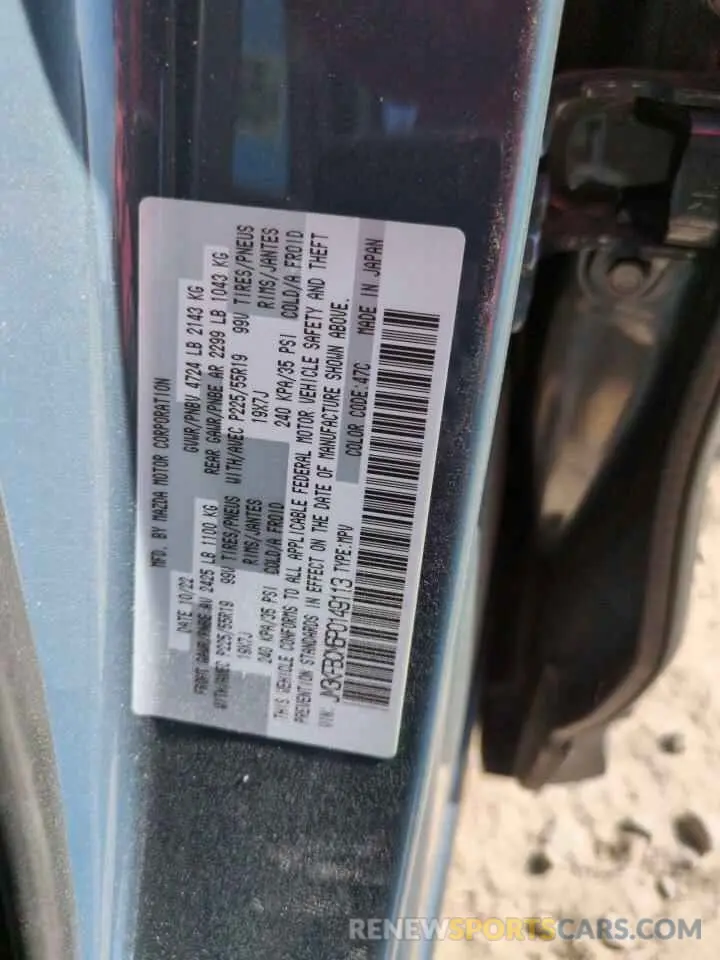 MFD. BY MAZDA MOTOR CORPORATION
DATE 10/22 GVWR/PNBV 4724 LB 2143 KG
FRONT GAWR/PNBE AV 2425 LB 1100 KG REAR GAWR/PNBE AR 2299 LB 1043 KG
WITH/AVEC P225/55R19 99V TIRES/PNEUS WITH/AVEC P225/55R19 99V TIRES/PNEUS
19X7J RIMS/JANTES 19X7J RIMS/JANTES
240 KPA/35 PSI COLD/A FROID 240 KPA/35 PSI COLD/A FROID
THIS VEHICLE CONFORMS TO ALL APPLICABLE FEDERAL MOTOR VEHICLE SAFETY AND THEFT
PREVENTION STANDARDS IN EFFECT ON THE DATE OF MANUFACTURE SHOWN ABOVE.
VIN: JM3KFBCM6P0149113 TYPE:MPV COLOR CODE:47C MADE IN JAPAN
RENEWSPORTSCARS.COM